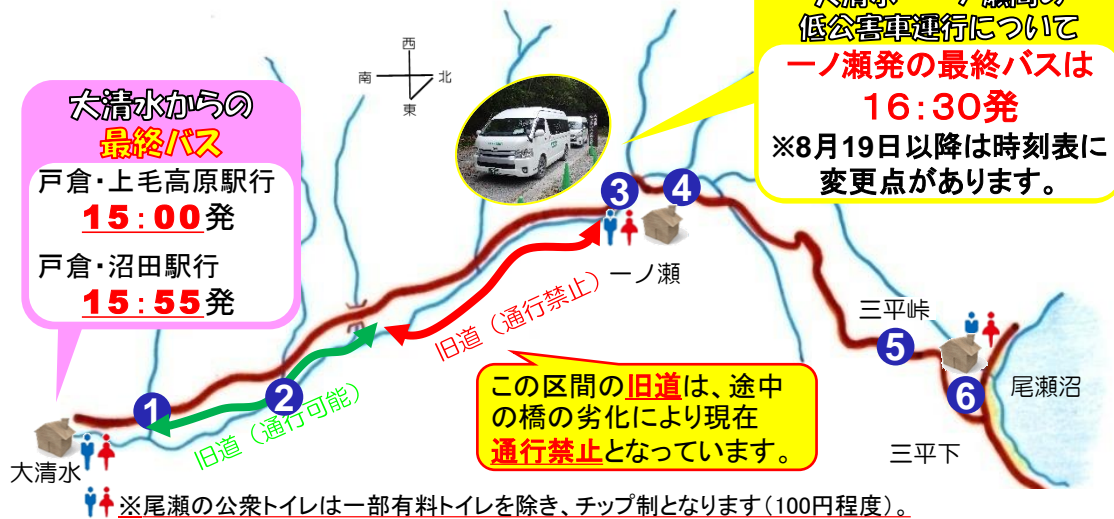 低公害車運行について
一ノ瀬発の最終バスは
16:30発
※8月19日以降は時刻表に
変更点があります。
西
南
北
東
大清水からの
最終バス
戸倉・上毛高原駅行
15:00発
戸倉・沼田駅行
15:55発
3
4
一ノ瀬
旧道（通行禁止）
三平峠
5
6
尾瀬沼
三平下
1
2
旧道（通行可能）
この区間の旧道は、途中
の橋の劣化により現在
通行禁止となっています。
大清水
※尾瀬の公衆トイレは一部有料トイレを除き、チップ制となります（100円程度）。